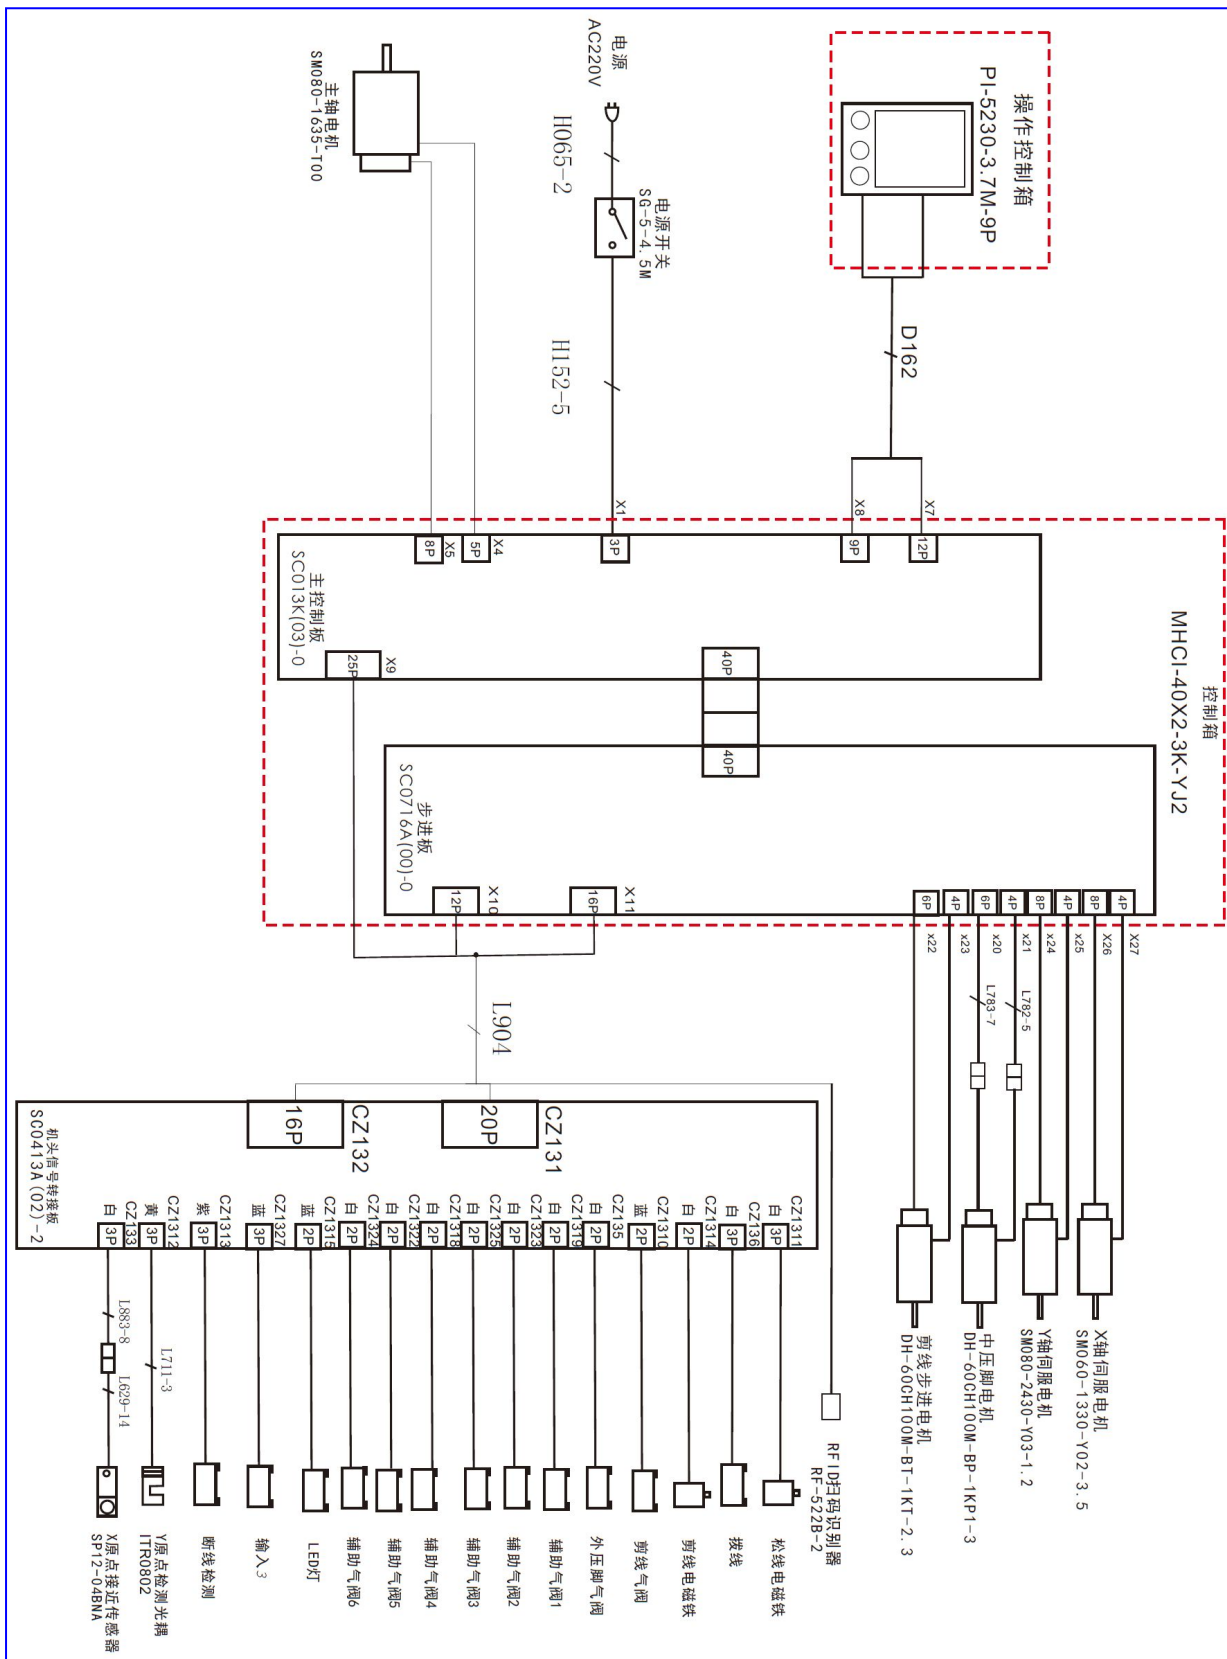 操作控制箱
PI-5230-3.7M-9P
D162
X7
X8
12P
9P
电源
AC220V
H065-2
电源开关
SG-5-4.5M
H152-5
X1
3P
主轴电机
SM080-1635-T00
X4
X5
5P
8P
控制箱
MHCI-40X2-3K-YJ2
主控制板
SC013K(03)-0
X9
25P
40P
40P
步进板
SC0716A(00)-0
X10
12P
X11
16P
4P
8P
4P
8P
4P
6P
4P
6P
X27
X26
x25
x24
x21
x20
x23
x22
L782-5
L783-7
X轴伺服电机
SM060-1330-Y02-3.5
Y轴伺服电机
SM080-2430-Y03-1.2
中压脚电机
DH-60CH100M-BP-1KP1-3
剪线步进电机
DH-60CH100M-BT-1KT-2.3
L904
RFID扫码识别器
RF-522B-2
CZ131
20P
CZ132
16P
机头信号转接板
SC0413A(02)-2
CZ1311
白
3P
松线电磁铁
CZ136
白
3P
拨线
CZ1314
白
2P
剪线电磁铁
CZ1310
蓝
2P
剪线气阀
CZ135
白
2P
外压脚气阀
CZ1319
白
2P
辅助气阀1
CZ1323
白
2P
辅助气阀2
CZ1325
白
2P
辅助气阀3
CZ1318
白
2P
辅助气阀4
CZ1322
白
2P
辅助气阀5
CZ1324
白
2P
辅助气阀6
CZ1315
蓝
2P
LED灯
CZ1327
蓝
3P
输入3
CZ1313
紫
3P
断线检测
CZ1312
黄
3P
L711-3
Y原点检测光耦
ITR0802
CZ133
白
3P
L883-8
L629-14
X原点接近传感器
SP12-04BNA